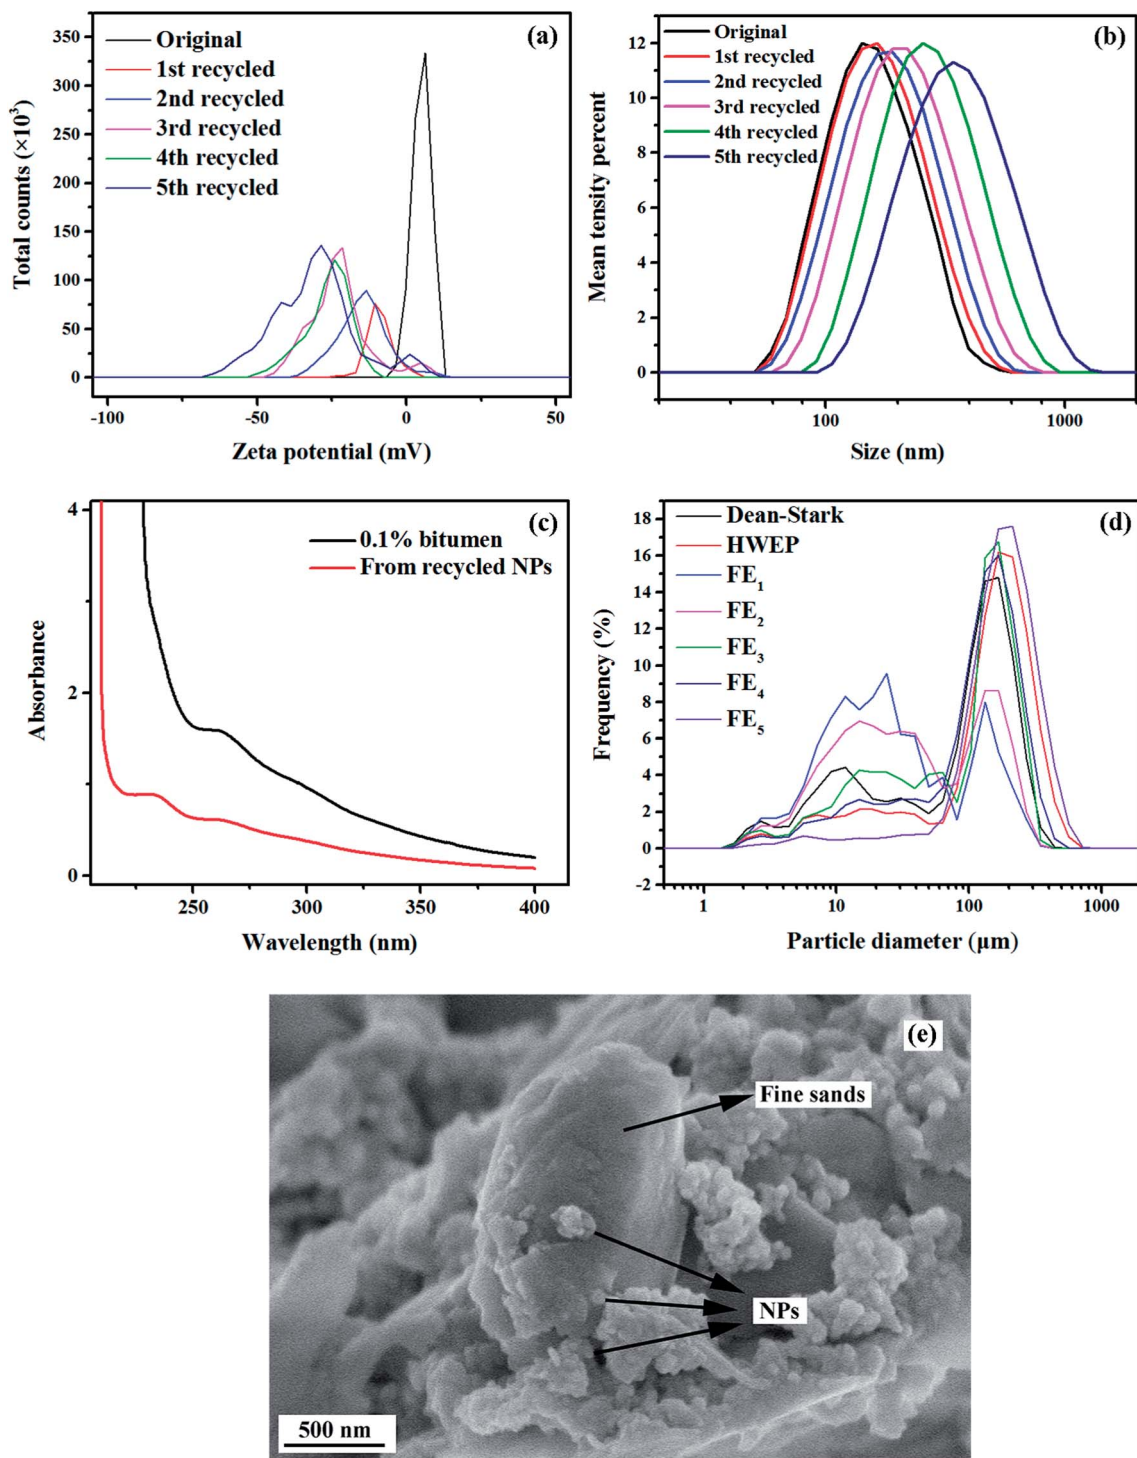 (a)
Original
1st recycled
2nd recycled
3rd recycled
4th recycled
5th recycled
350
300
250
200
150
100
50
0
Total counts (×10³)
-100
-50
0
50
Zeta potential (mV)
(b)
Original
1st recycled
2nd recycled
3rd recycled
4th recycled
5th recycled
12
10
8
6
4
2
0
Mean tensity percent
100
1000
Size (nm)
(c)
0.1% bitumen
From recycled NPs
4
2
0
Absorbance
250
300
350
400
Wavelength (nm)
(d)
Dean-Stark
HWEP
FE₁
FE₂
FE₃
FE₄
FE₅
18
16
14
12
10
8
6
4
2
0
-2
Frequency (%)
1
10
100
1000
Particle diameter (μm)
(e)
Fine sands
NPs
500 nm